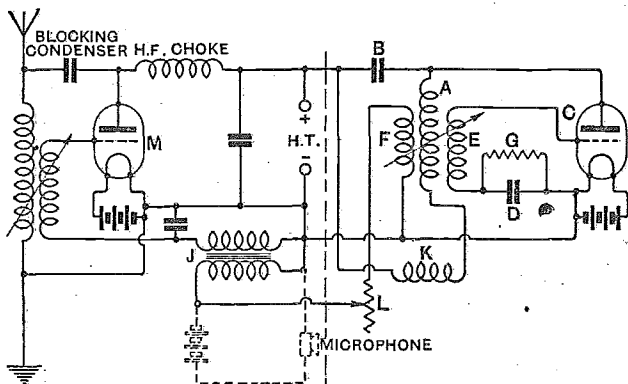 BLOCKING
CONDENSER
H.F. CHOKE
B
A
C
M
+
H.T.
-
F
E
G
D
J
K
L
MICROPHONE